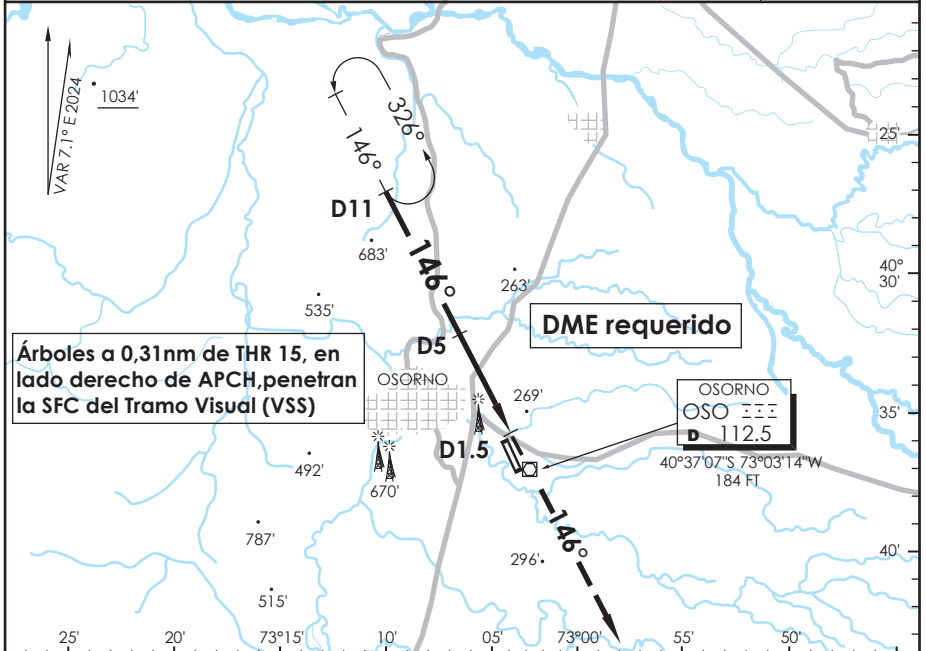 VAR 7.1° E 2024
1034'
326°
146°
D11
683'
146°
263'
25'
40°
30'
535'
D5
DME requerido
Árboles a 0,31nm de THR 15, en
lado derecho de APCH,penetran
la SFC del Tramo Visual (VSS)
OSORNO
269'
OSORNO
OSO
D 112.5
35'
D1.5
40°37'07"S 73°03'14"W
184 FT
492'
670'
146°
787'
296'
40'
515'
25'
20'
73°15'
10'
05'
73°00'
55'
50'